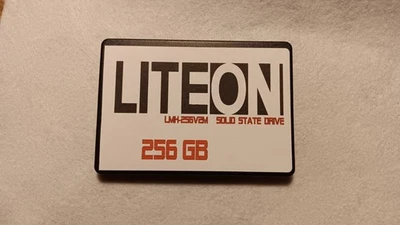 LITEON
LMH-256V2M SOLID STATE DRIVE
256 GB